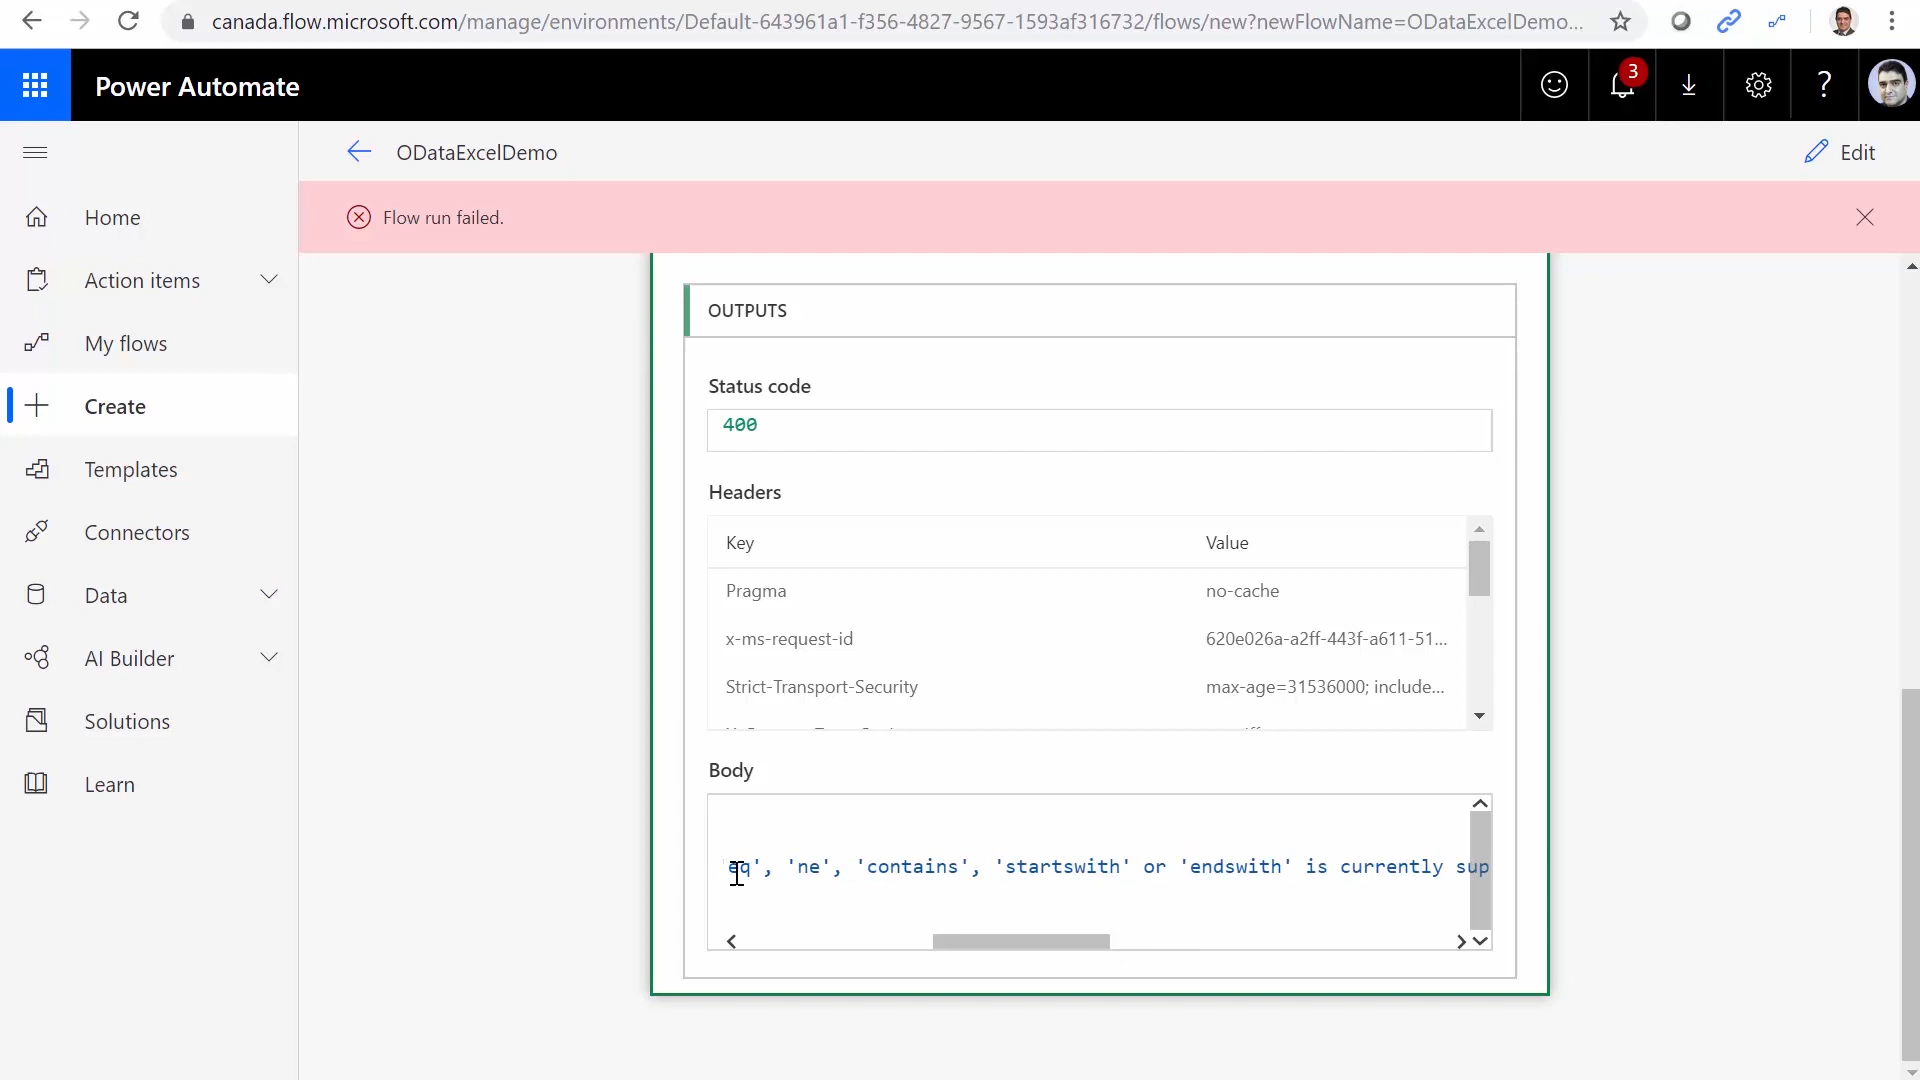 canada.flow.microsoft.com/manage/environments/Default-643961a1-f356-4827-9567-1593af316732/flows/new?newFlowName=ODataExcelDemo...
Power Automate
3
?
ODataExcelDemo
Edit
Flow run failed.
Home
Action items
My flows
Create
Templates
Connectors
Data
AI Builder
Solutions
Learn
OUTPUTS
Status code
400
Headers
Key Value
Pragma no-cache
x-ms-request-id 620e026a-a2ff-443f-a611-51...
Strict-Transport-Security max-age=31536000; include...
Body
'eq', 'ne', 'contains', 'startswith' or 'endswith' is currently sup